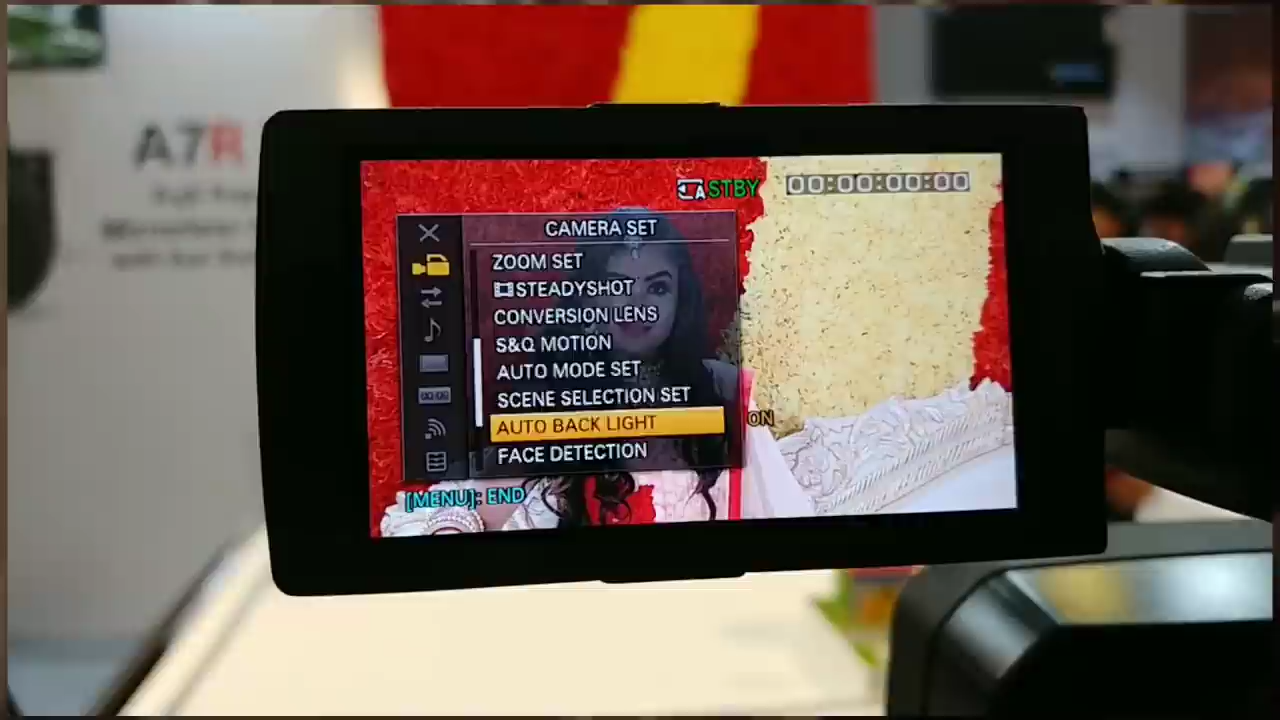 A7R
STBY
00:00:00:00
CAMERA SET
ZOOM SET
STEADYSHOT
CONVERSION LENS
S&Q MOTION
AUTO MODE SET
SCENE SELECTION SET
AUTO BACK LIGHT
ON
FACE DETECTION
[MENU]: END